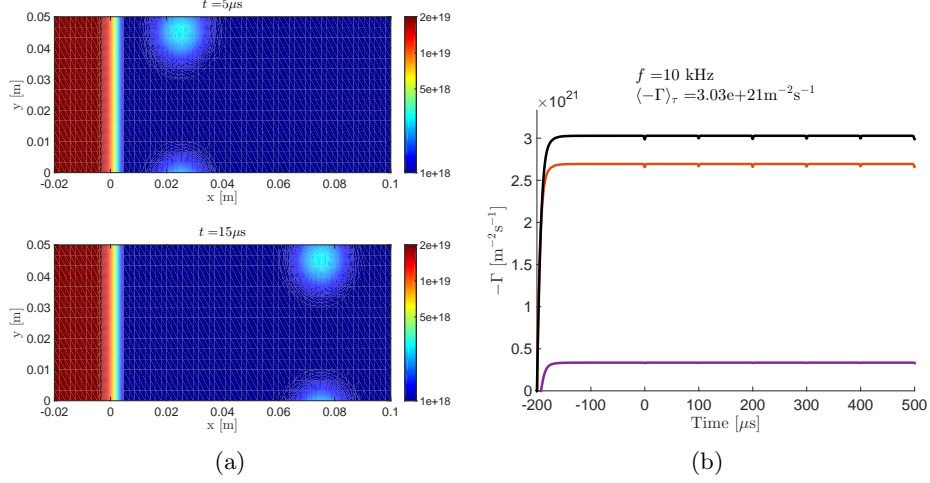 t =5μs
0.05
0.04
0.03
0.02
0.01
0
y [m]
-0.02 0 0.02 0.04 0.06 0.08 0.1
x [m]
2e+19
1e+19
5e+18
1e+18
t =15μs
0.05
0.04
0.03
0.02
0.01
0
y [m]
-0.02 0 0.02 0.04 0.06 0.08 0.1
x [m]
2e+19
1e+19
5e+18
1e+18
(a)
f =10 kHz
⟨−Γ⟩τ =3.03e+21m−2s−1
×10²¹
3
2.5
2
1.5
1
0.5
0
−Γ [m−2s−1]
-200 -100 0 100 200 300 400 500
Time [μs]
(b)